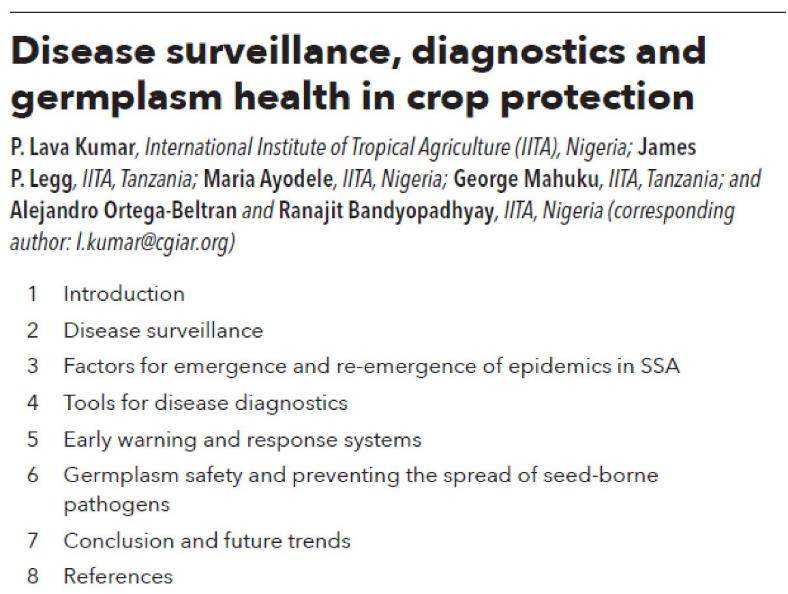 Disease surveillance, diagnostics and
germplasm health in crop protection
P. Lava Kumar, International Institute of Tropical Agriculture (IITA), Nigeria; James
P. Legg, IITA, Tanzania; Maria Ayodele, IITA, Nigeria; George Mahuku, IITA, Tanzania; and
Alejandro Ortega-Beltran and Ranajit Bandyopadhyay, IITA, Nigeria (corresponding
author: l.kumar@cgiar.org)
1 Introduction
2 Disease surveillance
3 Factors for emergence and re-emergence of epidemics in SSA
4 Tools for disease diagnostics
5 Early warning and response systems
6 Germplasm safety and preventing the spread of seed-borne
pathogens
7 Conclusion and future trends
8 References